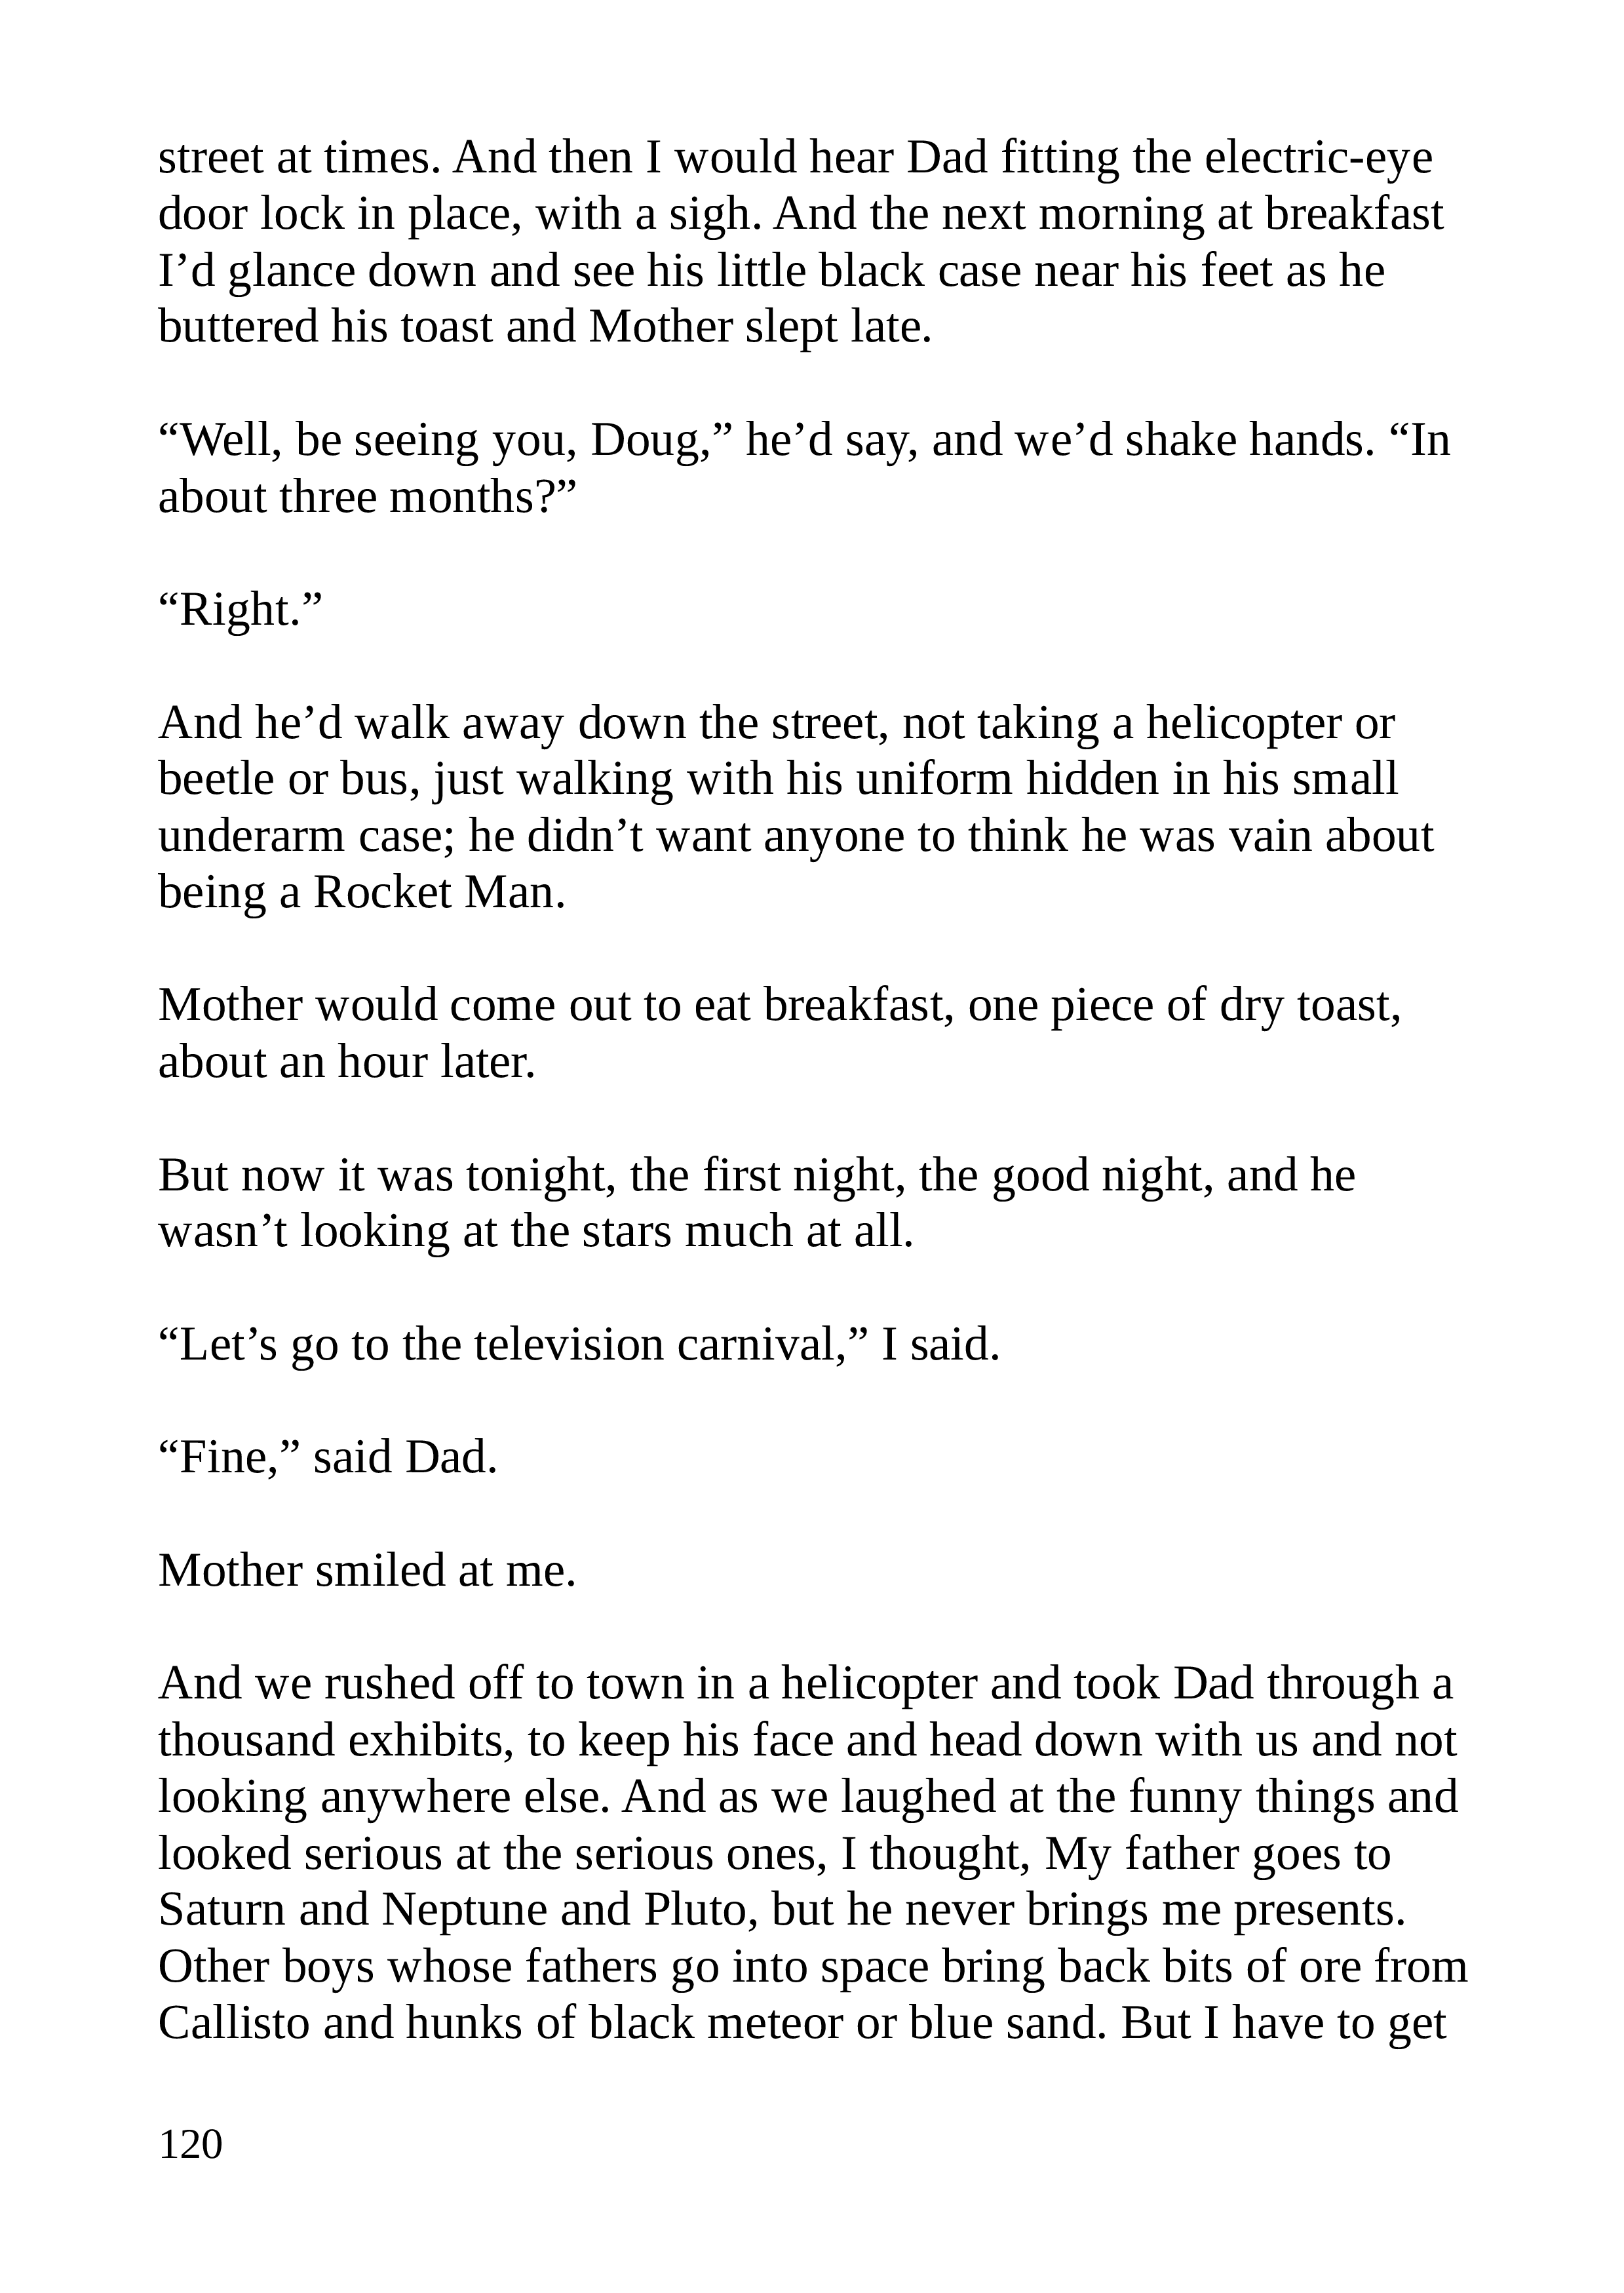 street at times. And then I would hear Dad fitting the electric-eye
door lock in place, with a sigh. And the next morning at breakfast
I’d glance down and see his little black case near his feet as he
buttered his toast and Mother slept late.
“Well, be seeing you, Doug,” he’d say, and we’d shake hands. “In
about three months?”
“Right.”
And he’d walk away down the street, not taking a helicopter or
beetle or bus, just walking with his uniform hidden in his small
underarm case; he didn’t want anyone to think he was vain about
being a Rocket Man.
Mother would come out to eat breakfast, one piece of dry toast,
about an hour later.
But now it was tonight, the first night, the good night, and he
wasn’t looking at the stars much at all.
“Let’s go to the television carnival,” I said.
“Fine,” said Dad.
Mother smiled at me.
And we rushed off to town in a helicopter and took Dad through a
thousand exhibits, to keep his face and head down with us and not
looking anywhere else. And as we laughed at the funny things and
looked serious at the serious ones, I thought, My father goes to
Saturn and Neptune and Pluto, but he never brings me presents.
Other boys whose fathers go into space bring back bits of ore from
Callisto and hunks of black meteor or blue sand. But I have to get
120